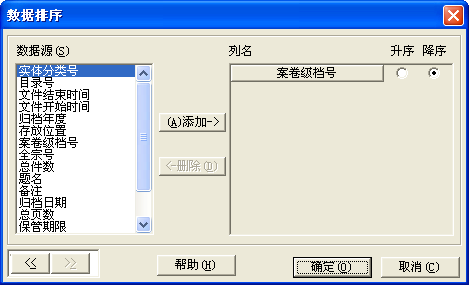 数据排序
数据源(S)
列名 升序 降序
实体分类号
目录号
文件结束时间
文件开始时间
归档年度
存放位置
案卷级档号
全宗号
总件数
题名
备注
归档日期
总页数
保管期限
案卷级档号
(A)添加->
<-删除(D)
<< >> 帮助(H) 确定(O) 取消(C)